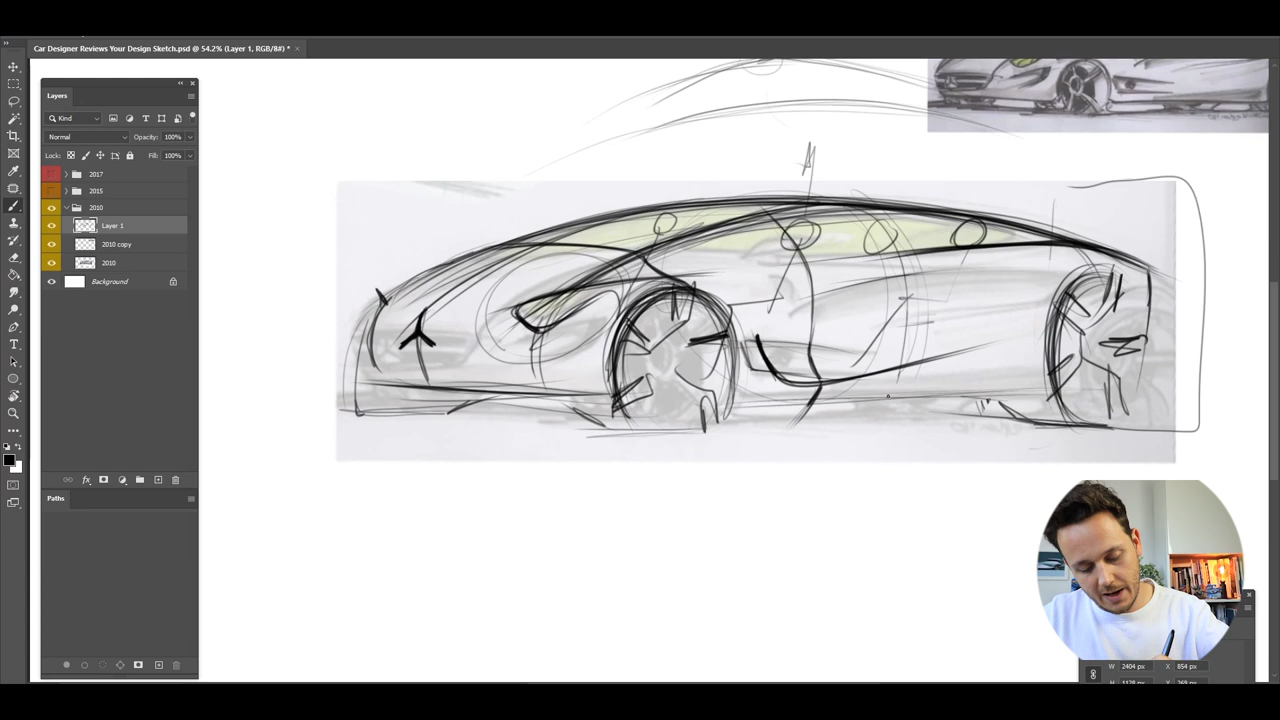 Car Designer Reviews Your Design Sketch.psd @ 54.2% (Layer 1, RGB/8#) *
Layers
Kind
Normal Opacity: 100%
Lock: Fill: 100%
2017
2015
2010
Layer 1
2010 copy
2010
Background
Paths
W 2404 px X 854 px